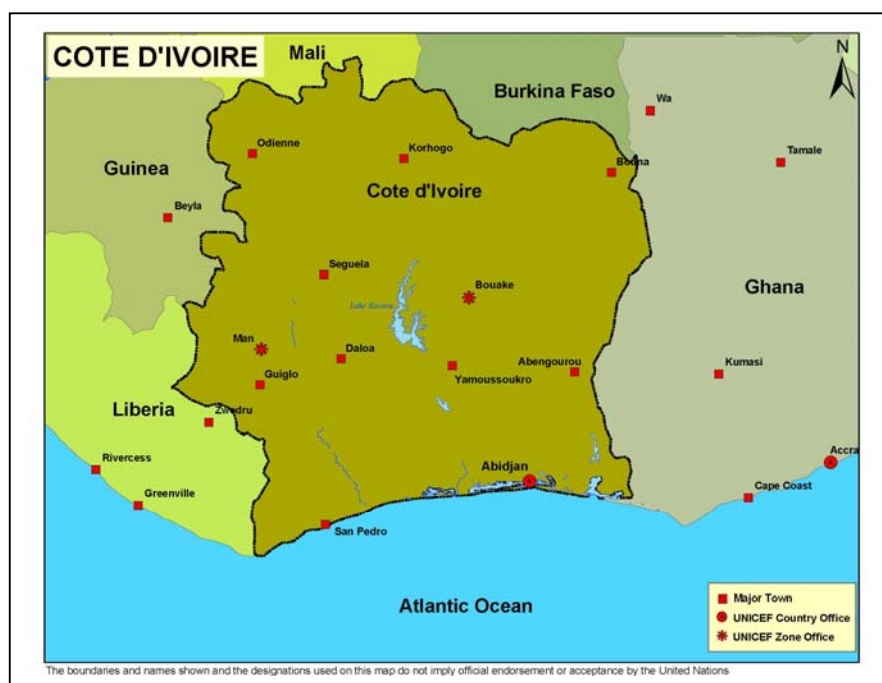 COTE D'IVOIRE
Mali
N
Burkina Faso
Wa
Odienne
Korhogo
Tamale
Guinea
Bouna
Cote d'Ivoire
Beyla
Seguela
Bouake
Ghana
Lake Kossou
Man
Daloa
Abengourou
Kumasi
Guiglo
Yamoussoukro
Liberia
Zwedru
Accra
Rivercess
Abidjan
Cape Coast
Greenville
San Pedro
Atlantic Ocean
Major Town
UNICEF Country Office
UNICEF Zone Office
The boundaries and names shown and the designations used on this map do not imply official endorsement or acceptance by the United Nations